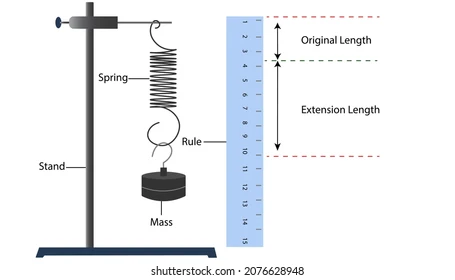 Original Length
Spring
Extension Length
Rule
Stand
Mass
1
2
3
4
5
6
7
8
9
10
11
12
13
14
15
shutterstock.com · 2076628948